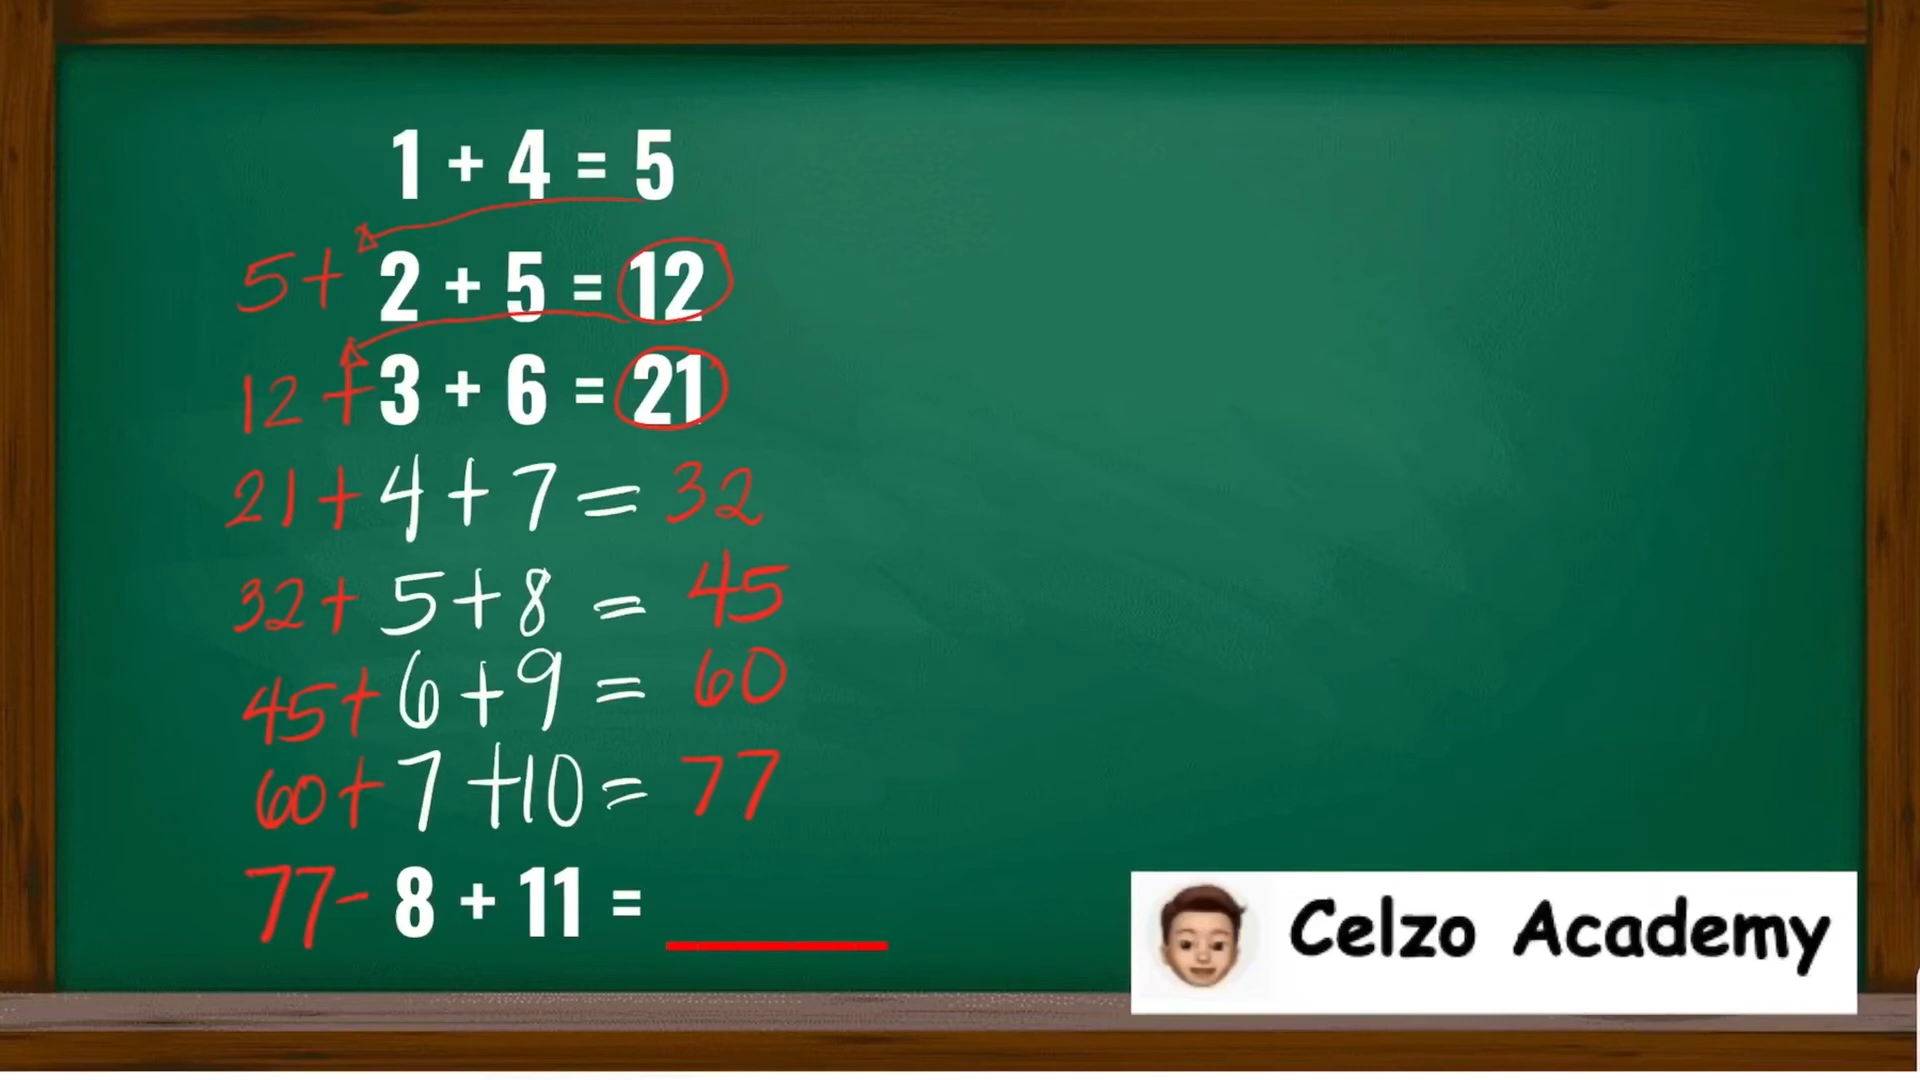 1 + 4 = 5
5+ 2 + 5 = 12
12 + 3 + 6 = 21
21+ 4 + 7 = 32
32+ 5 + 8 = 45
45+ 6 + 9 = 60
60+ 7 + 10 = 77
77- 8 + 11 =
Celzo Academy